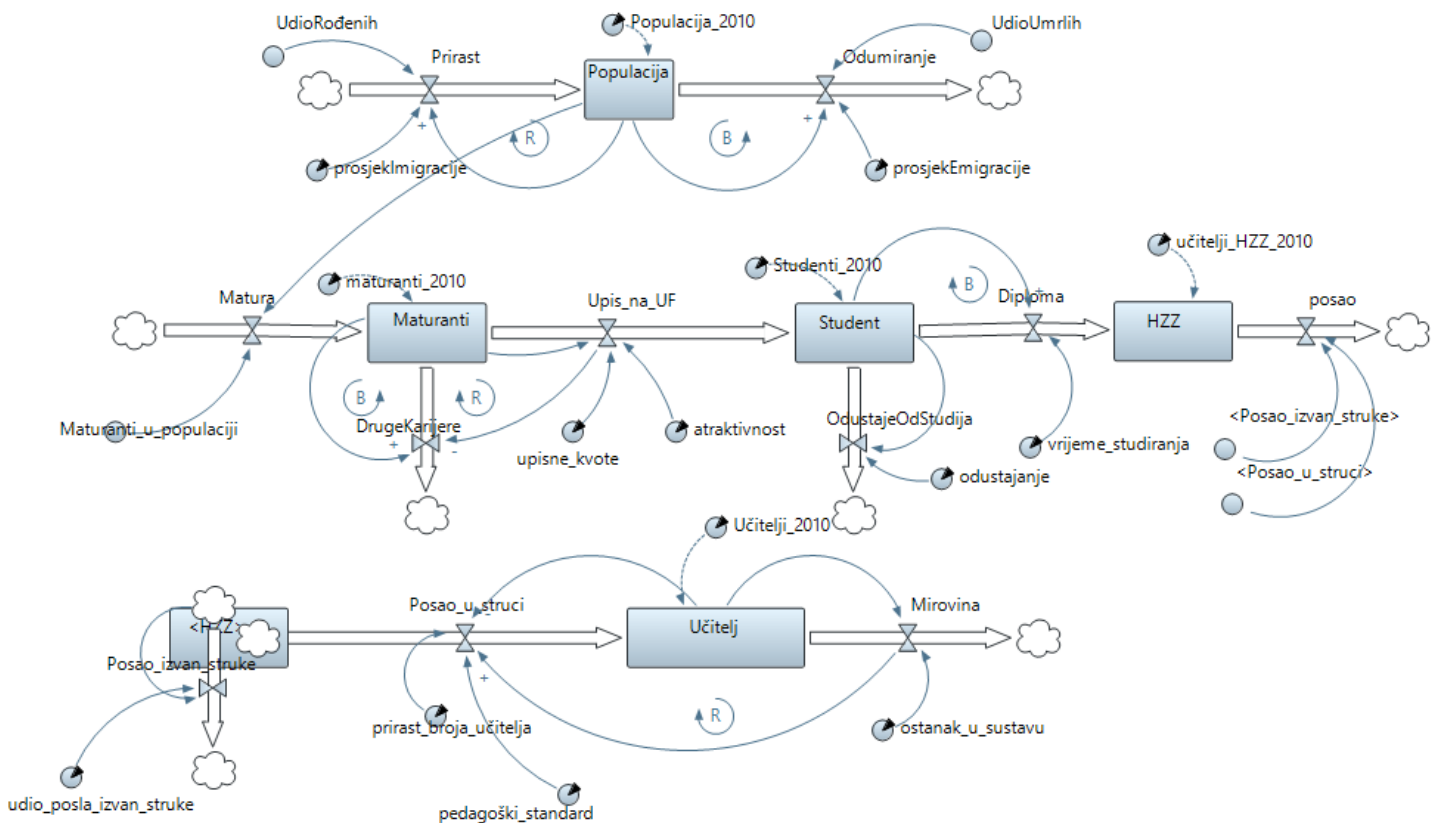 UdioRođenih
Populacija_2010
UdioUmrlih
Prirast
Odumiranje
Populacija
+
R
B
+
prosjekImigracije
prosjekEmigracije
učitelji_HZZ_2010
Studenti_2010
maturanti_2010
Matura
Upis_na_UF
B
Diploma
+
posao
Maturanti
Student
HZZ
B
R
<Posao_izvan_struke>
Maturanti_u_populaciji
DrugeKarijere
atraktivnost
OdustajeOdStudija
+
-
vrijeme_studiranja
upisne_kvote
<Posao_u_struci>
odustajanje
Učitelji_2010
Posao_u_struci
Mirovina
<HZZ>
Učitelj
Posao_izvan_struke
+
R
prirast_broja_učitelja
ostanak_u_sustavu
udio_posla_izvan_struke
pedagoški_standard